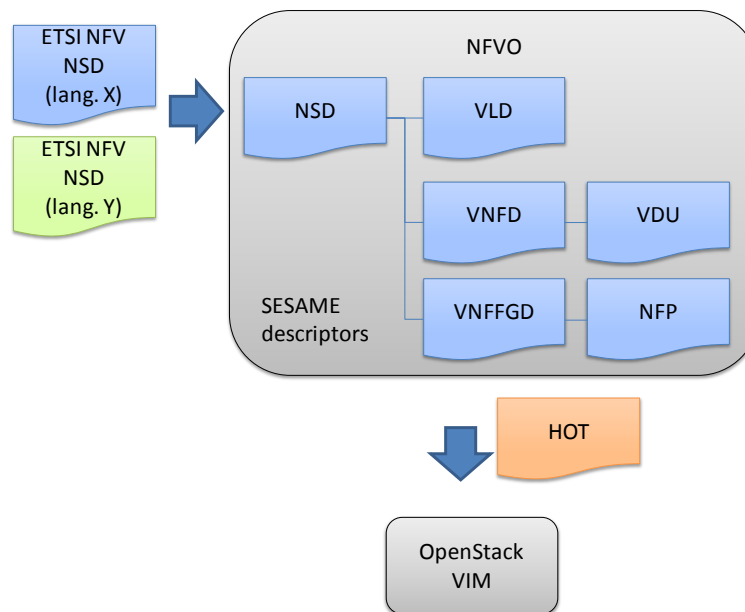 ETSI NFV
NSD
(lang. X)
ETSI NFV
NSD
(lang. Y)
NFVO
NSD
VLD
VNFD
VDU
SESAME
descriptors
VNFFGD
NFP
HOT
OpenStack
VIM